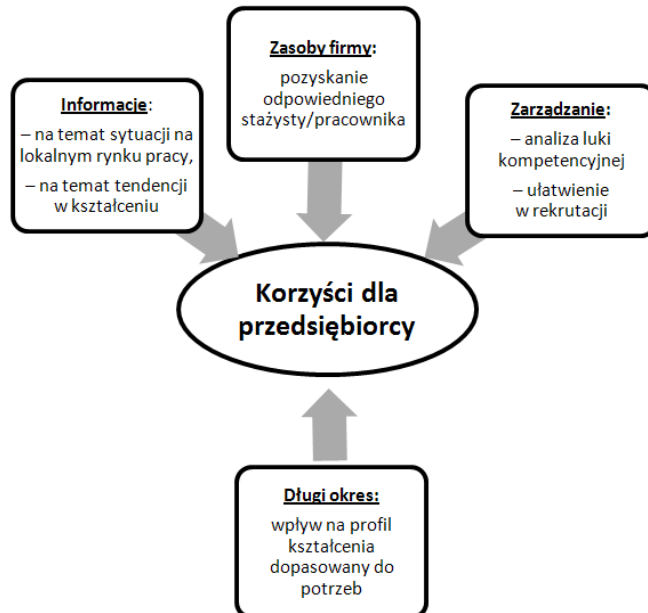 Zasoby firmy:
pozyskanie
odpowiedniego
stażysty/pracownika
Informacje:
– na temat sytuacji na
lokalnym rynku pracy,
– na temat tendencji
w kształceniu
Zarządzanie:
– analiza luki
kompetencyjnej
– ułatwienie
w rekrutacji
Korzyści dla
przedsiębiorcy
Długi okres:
wpływ na profil
kształcenia
dopasowany do
potrzeb